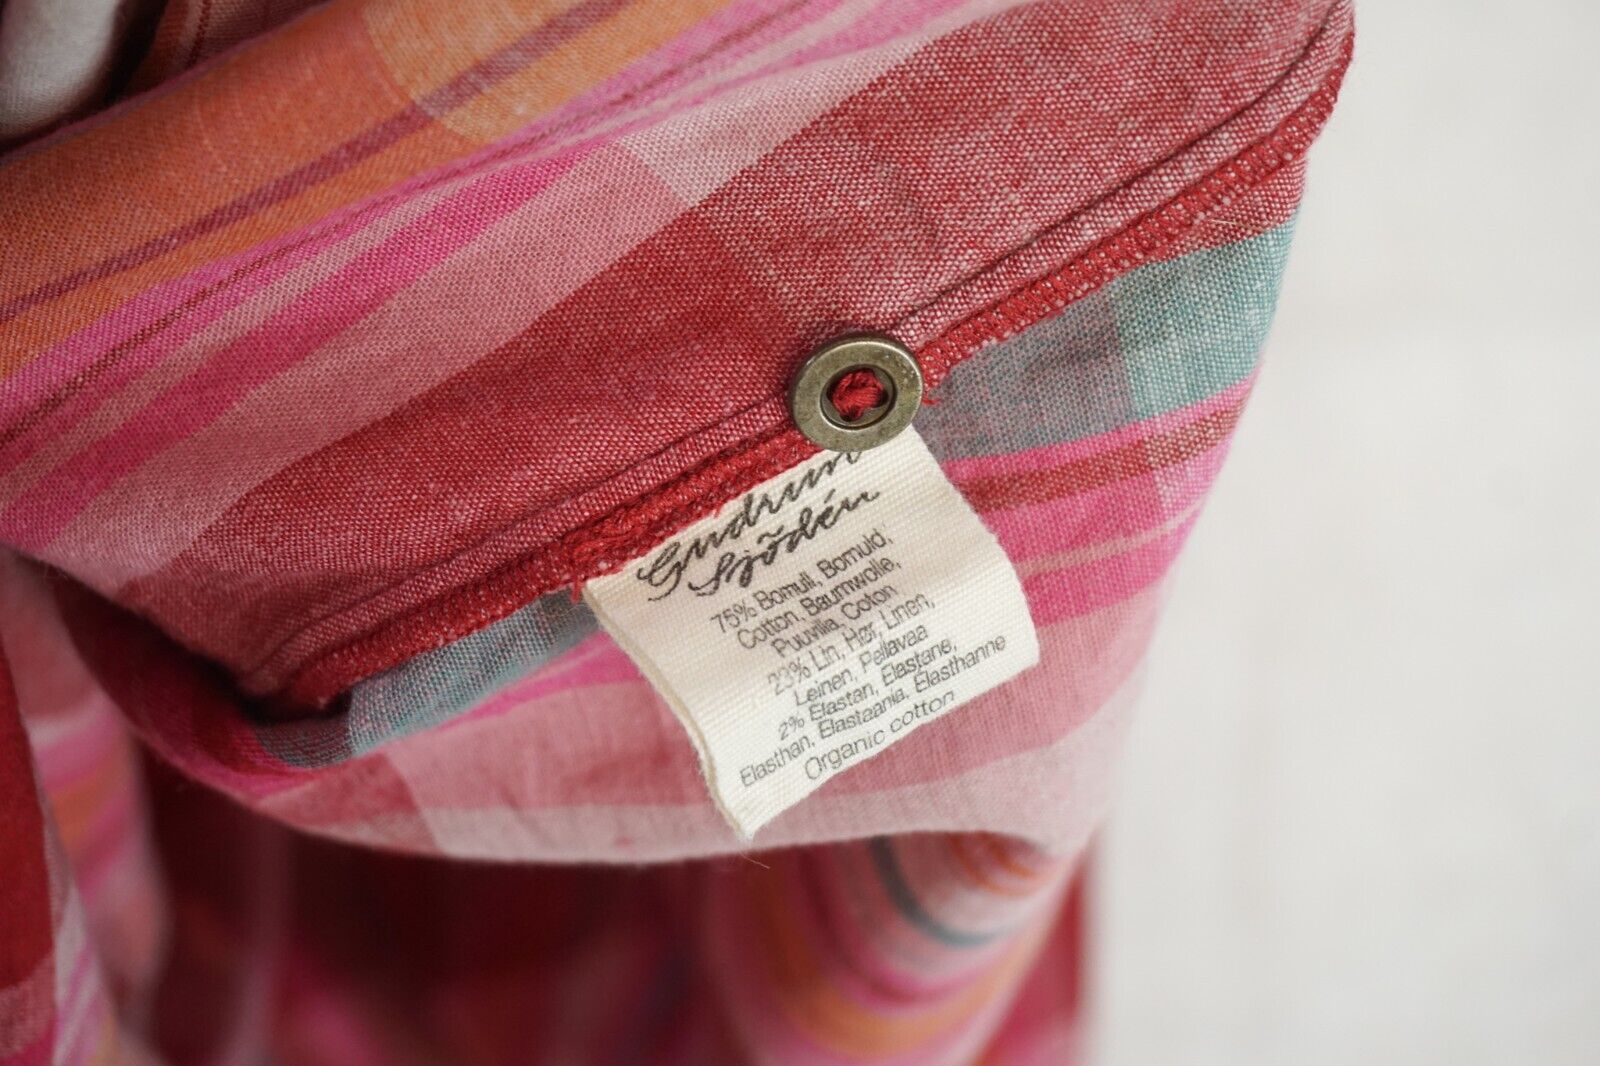 Gudrun
Sjödén
75% Bomull, Bomuld,
Cotton, Baumwolle,
Puuvilla, Coton
23% Lin, Hør, Linen,
Leinen, Pellavaa
2% Elastan, Elastane,
Elasthan, Elastaania, Elasthanne
Organic cotton